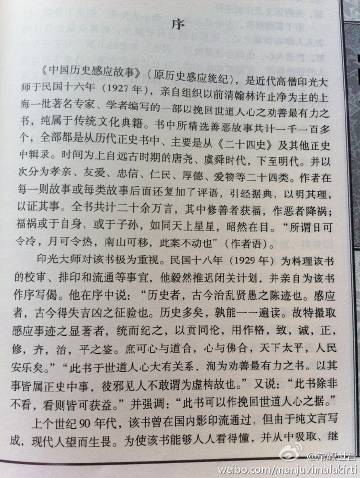 序
《中国历史感应故事》（原历史感应统纪），是近代高僧印光大
师于民国十六年（1927 年），亲自组织以前清翰林许止净为主的上
海一批著名专家、学者编写的一部以挽回世道人心之劝善最有力之
书，纯属于传统文化典籍。书中所精选善恶故事共计一千一百多
个，全部都是从历代正史书中、主要是从《二十四史》及其他正史
中辑录。时间为上自远古时期的唐尧、虞舜时代，下至明代。并以
次分为孝亲、友爱、忠信、仁民、厚德、爱物等二十四类。作者在
每一则故事或每类故事后面还复加了评语，引经据典，以明其理，
以证其事。全书共计二十余万言，其中修善者获福，作恶者降祸；
福祸或于自身，或于子孙，如同天上星星，昭然在目。“所谓日可
令冷，月可令热，南山可移，此案不动也”（作者语）。
印光大师对该书极为重视。民国十八年（1929 年）为料理该书
的校审、排印和流通等事宜，他毅然推迟闭关计划，并亲自为该书
作序写偈。他在序中说：“历史者，古今治乱贤愚之陈迹也。感应
者，古今得失吉凶之征验也。历史多矣，孰能一一遍读。故特撮取
感应事迹之显著者，统而纪之，以贡同伦，用作格，致，诚，正，
修，齐，治，平之鉴。庶可心与道合，心与佛合，天下太平，人民
安乐矣。”“此书于世道人心大有关系，洵为劝善最有力之书。以其
事皆属正史中事，彼邪见人不敢谓为虚构故也。”又说：“此书除非
不看，看则皆可获益。”并强调：“此书可以作挽回世道人心之据。”
上个世纪 90 年代，该书曾在国内影印流通过，但由于纯文言写
成，现代人望而生畏。为使该书能够人人看得懂，并从中吸取、继
weibo.com/nanjuvimalakirti